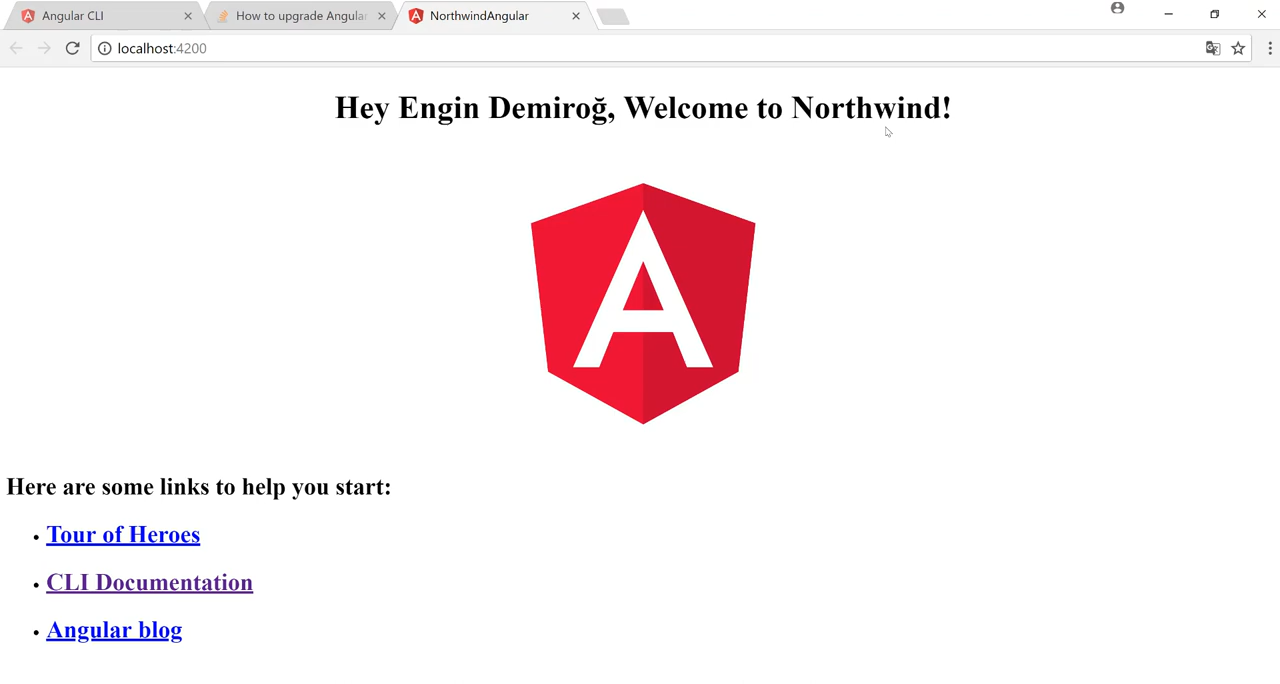 Angular CLI
How to upgrade Angular
NorthwindAngular
localhost:4200
Hey Engin Demiroğ, Welcome to Northwind!
A
Here are some links to help you start:
• Tour of Heroes
• CLI Documentation
• Angular blog